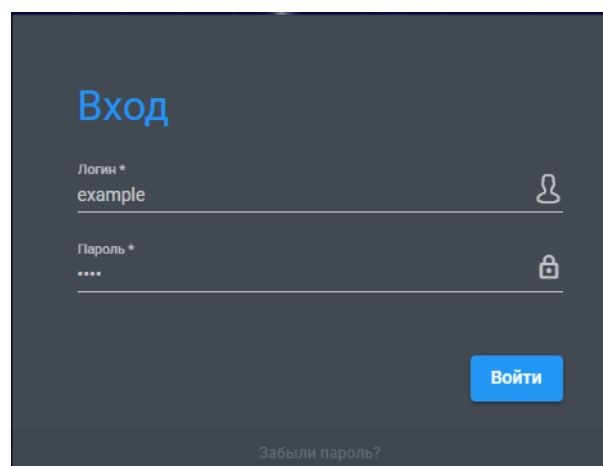 Вход
Логин *
example
Пароль *
••••
Войти
Забыли пароль?